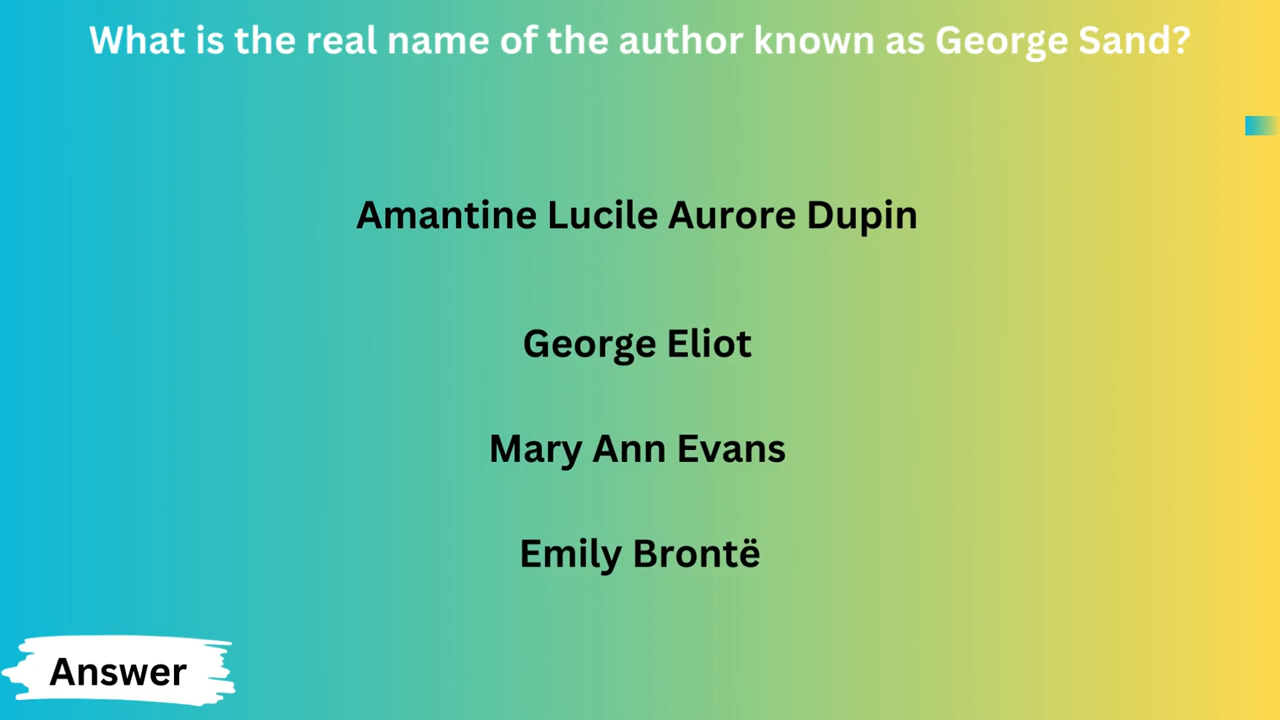 What is the real name of the author known as George Sand?
Amantine Lucile Aurore Dupin
George Eliot
Mary Ann Evans
Emily Brontë
Answer